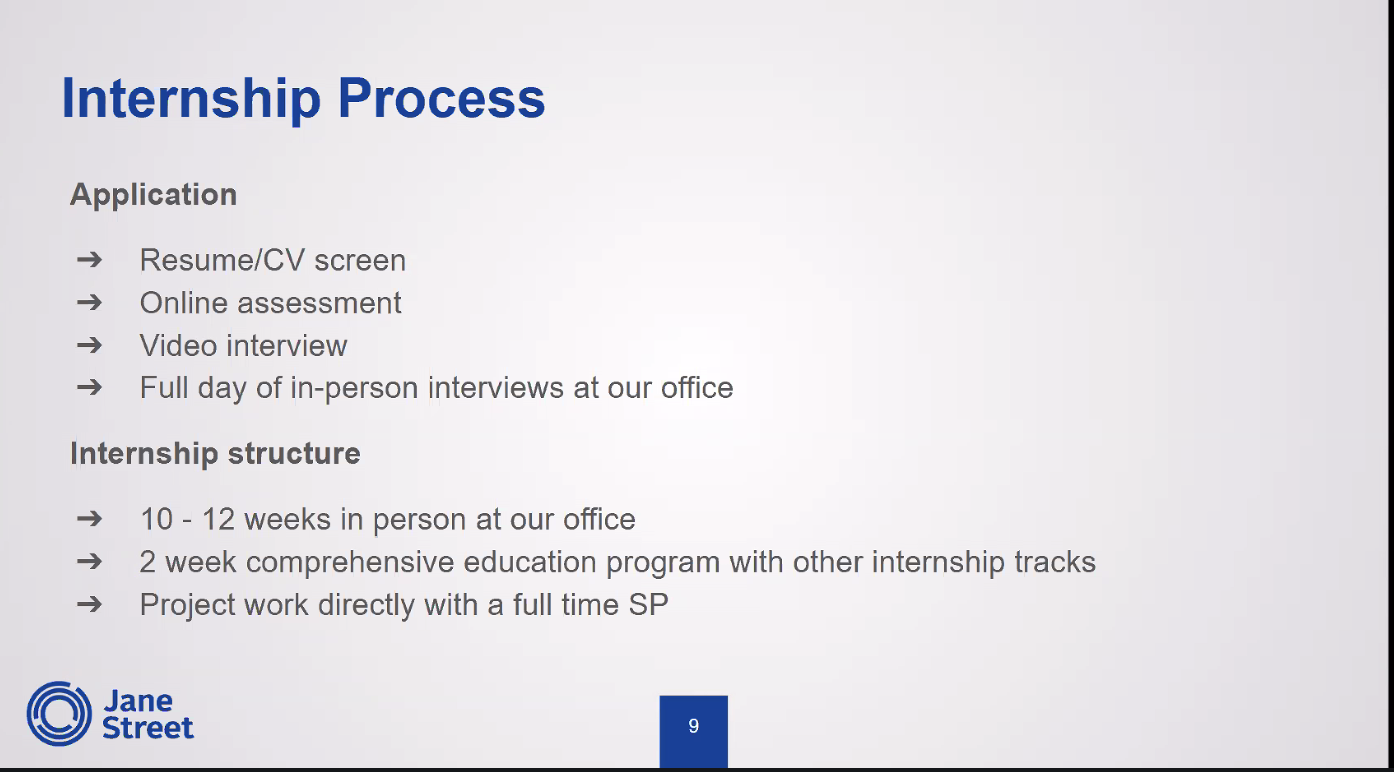 Internship Process
Application
➔ Resume/CV screen
➔ Online assessment
➔ Video interview
➔ Full day of in-person interviews at our office
Internship structure
➔ 10 - 12 weeks in person at our office
➔ 2 week comprehensive education program with other internship tracks
➔ Project work directly with a full time SP
Jane
Street
9